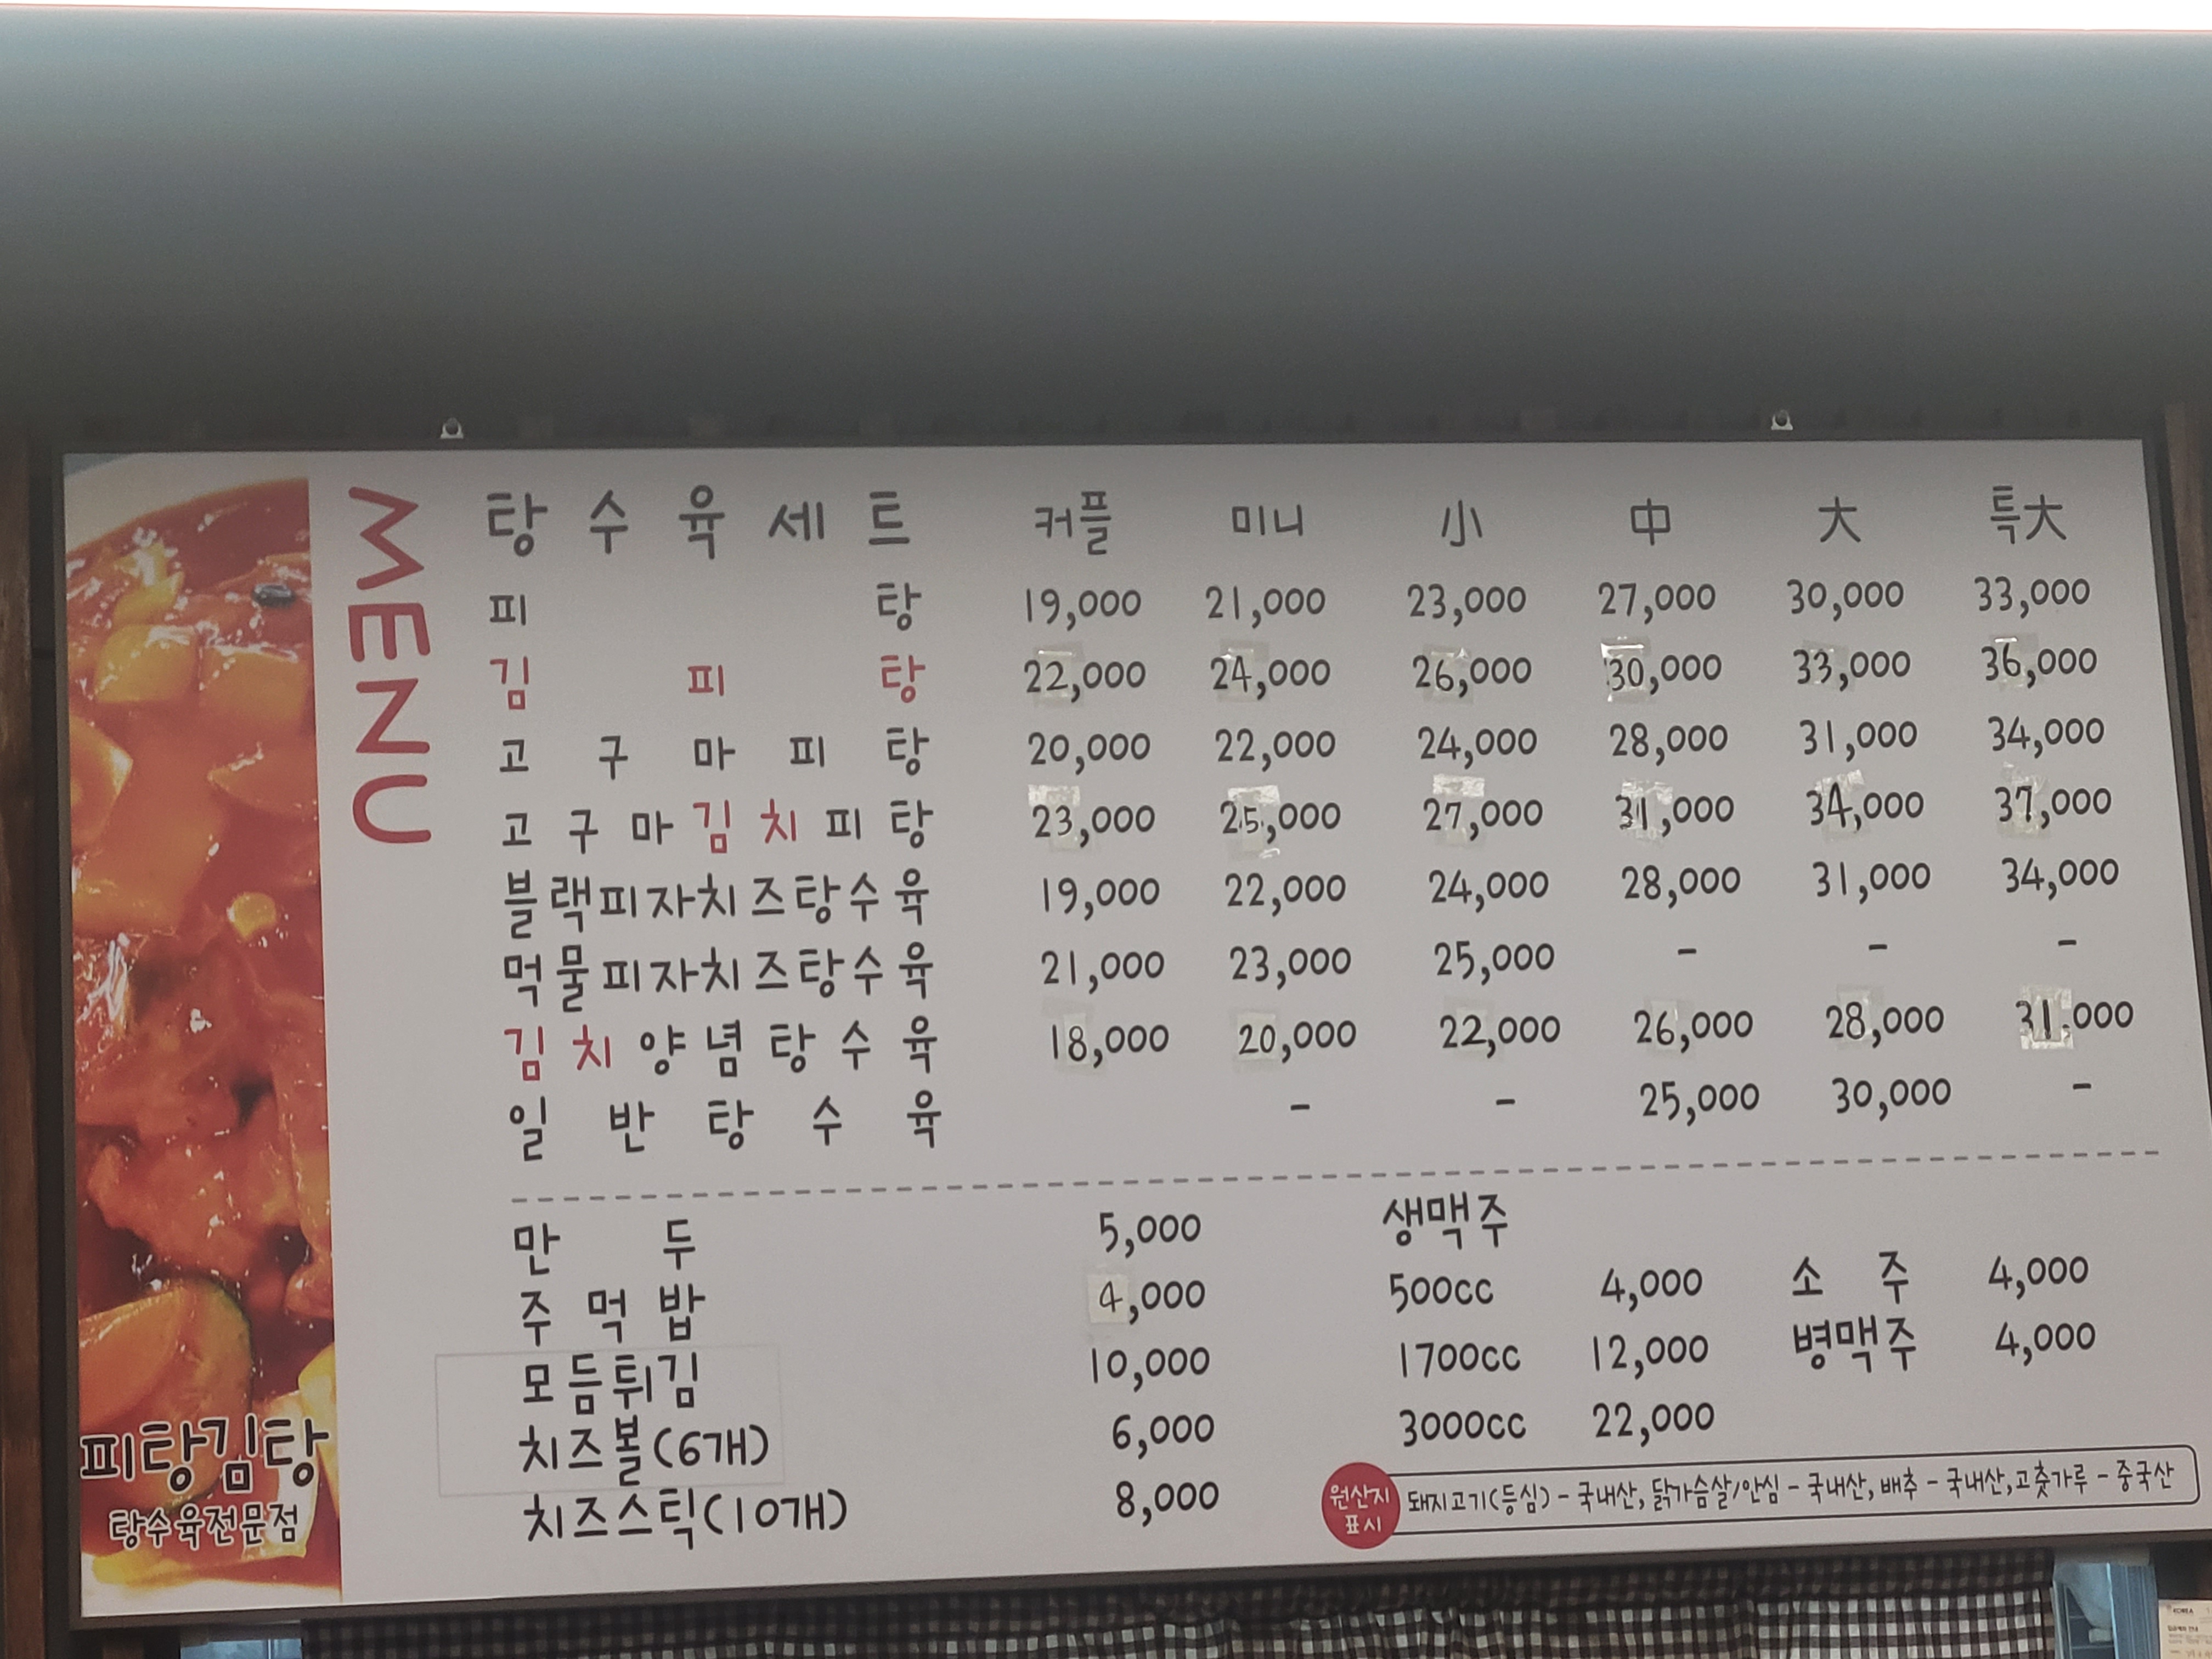 MENU
탕수육세트 커플 미니 小 中 大 특大
피탕 19,000 21,000 23,000 27,000 30,000 33,000
김피탕 22,000 24,000 26,000 30,000 33,000 36,000
고구마피탕 20,000 22,000 24,000 28,000 31,000 34,000
고구마김치피탕 23,000 25,000 27,000 31,000 34,000 37,000
블랙피자치즈탕수육 19,000 22,000 24,000 28,000 31,000 34,000
먹물피자치즈탕수육 21,000 23,000 25,000 - - -
김치양념탕수육 18,000 20,000 22,000 26,000 28,000 31,000
일반탕수육 - - 25,000 30,000 -
만두 5,000
주먹밥 4,000
모듬튀김 10,000
치즈볼(6개) 6,000
치즈스틱(10개) 8,000
생맥주
500cc 4,000 소주 4,000
1700cc 12,000 병맥주 4,000
3000cc 22,000
원산지
표시
돼지고기(등심) - 국내산, 닭가슴살/안심 - 국내산, 배추 - 국내산, 고춧가루 - 중국산
피탕김탕
탕수육전문점
KOREA